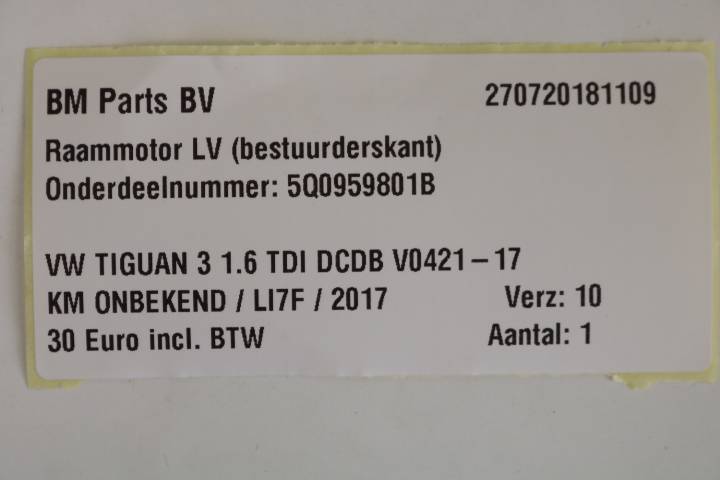 BM Parts BV 270720181109
Raammotor LV (bestuurderskant)
Onderdeelnummer: 5Q0959801B
VW TIGUAN 3 1.6 TDI DCDB V0421-17
KM ONBEKEND / LI7F / 2017 Verz: 10
30 Euro incl. BTW Aantal: 1